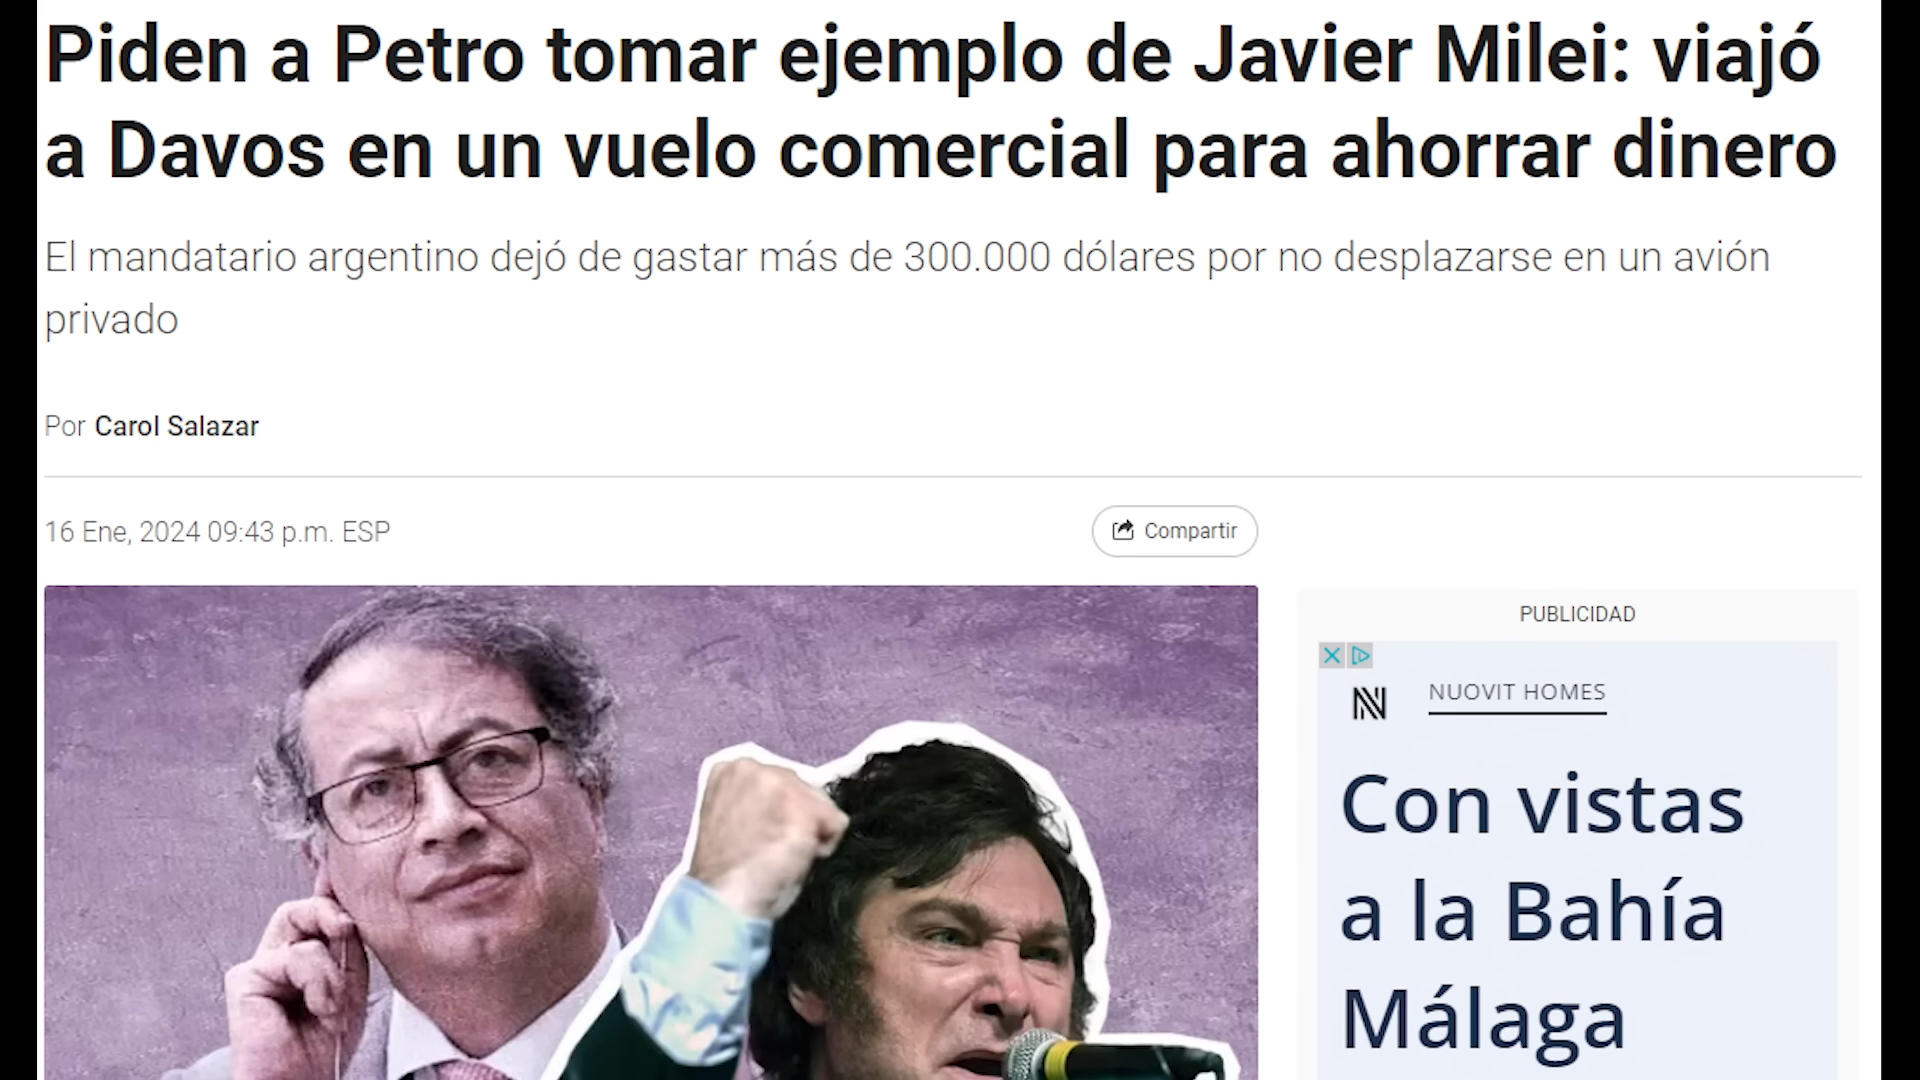 Piden a Petro tomar ejemplo de Javier Milei: viajó
a Davos en un vuelo comercial para ahorrar dinero
El mandatario argentino dejó de gastar más de 300.000 dólares por no desplazarse en un avión
privado
Por Carol Salazar
16 Ene, 2024 09:43 p.m. ESP
Compartir
PUBLICIDAD
N NUOVIT HOMES
Con vistas
a la Bahía
Málaga